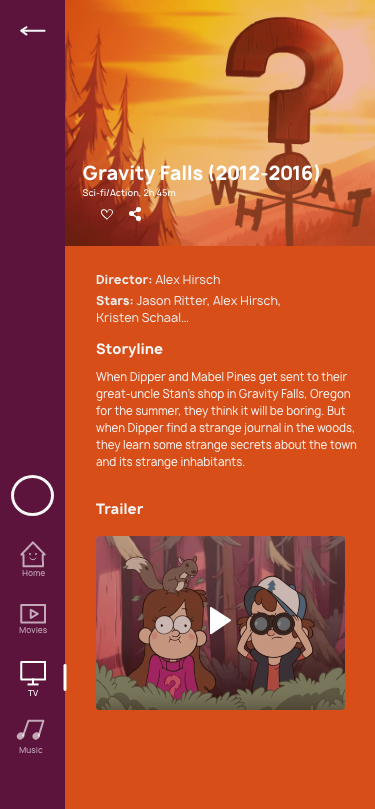 Gravity Falls (2012-2016)
Sci-fi/Action, 2h 45m
W H A T
Director: Alex Hirsch
Stars: Jason Ritter, Alex Hirsch,
Kristen Schaal...
Storyline
When Dipper and Mabel Pines get sent to their
great-uncle Stan's shop in Gravity Falls, Oregon
for the summer, they think it will be boring. But
when Dipper find a strange journal in the woods,
they learn some strange secrets about the town
and its strange inhabitants.
Trailer
?
Home
Movies
TV
Music